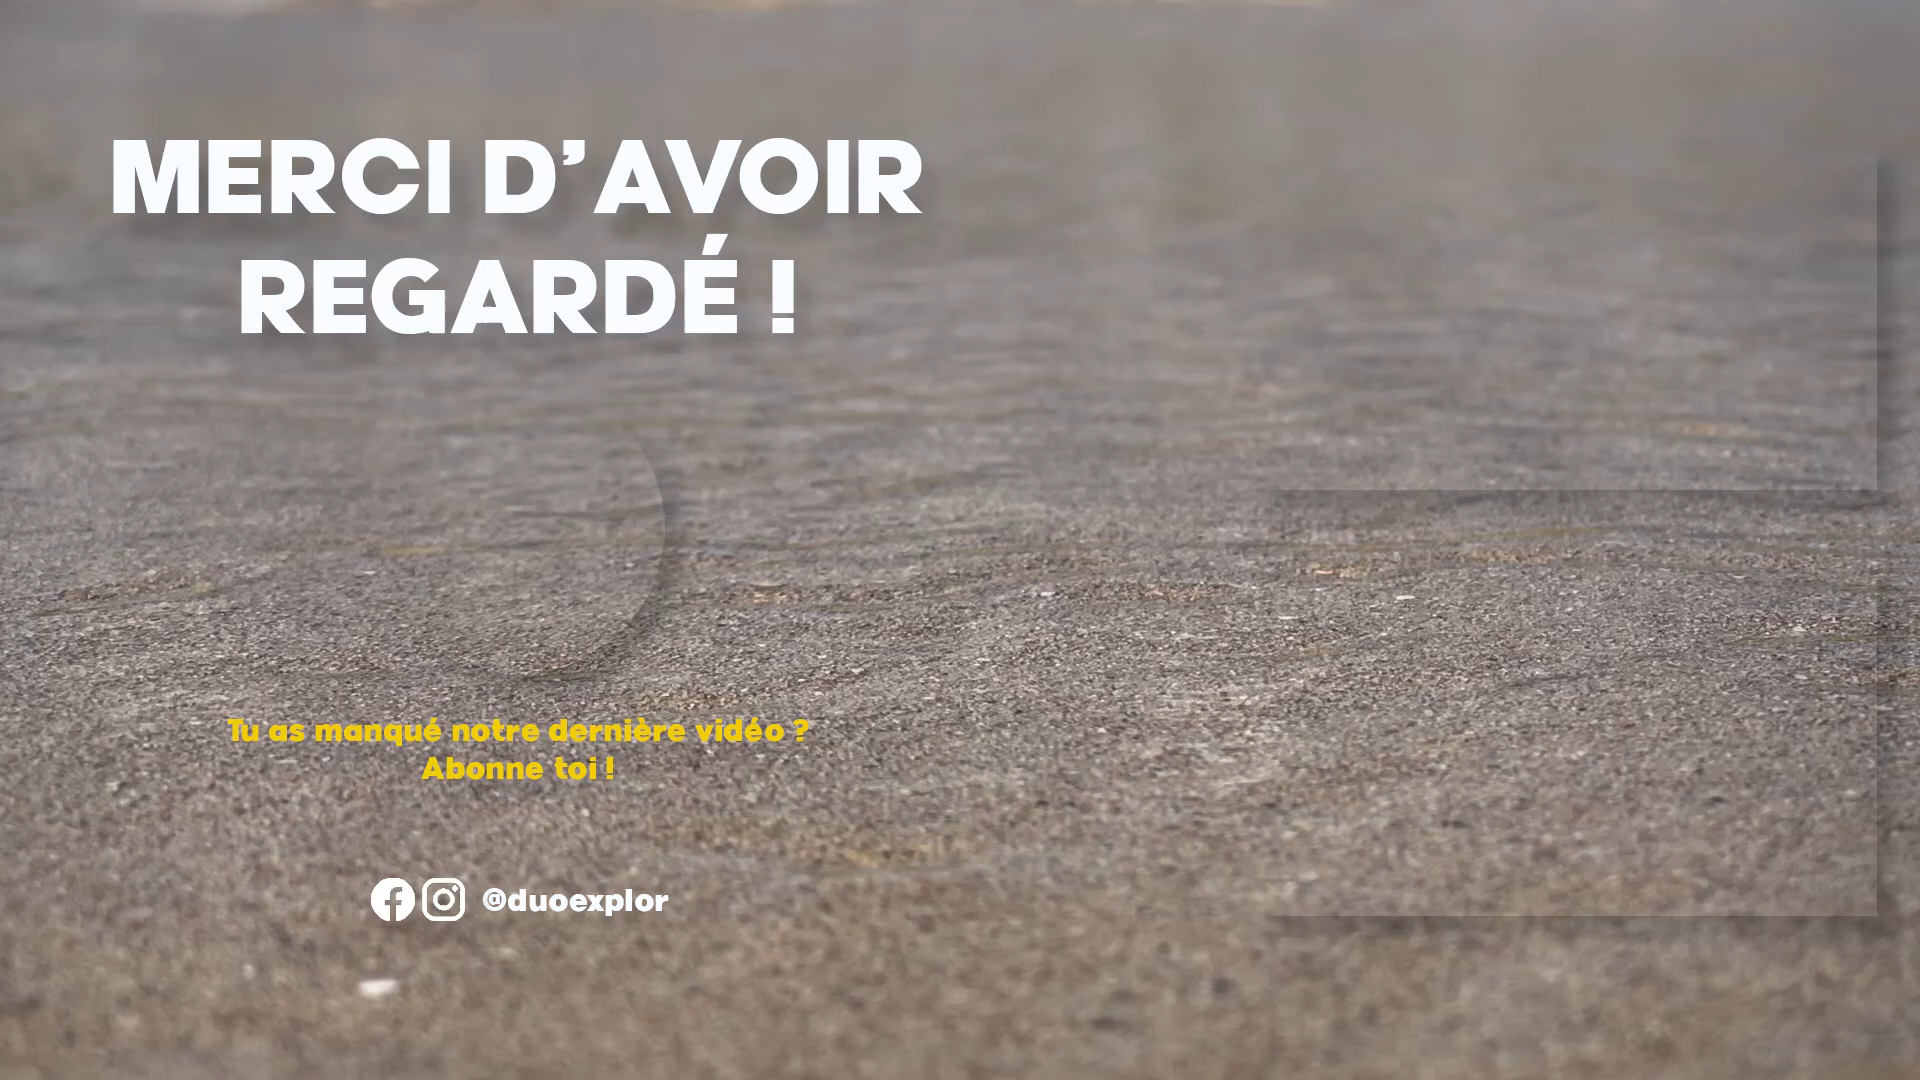 MERCI D’AVOIR
REGARDÉ !
Tu as manqué notre dernière vidéo ?
Abonne toi !
@duoexplor